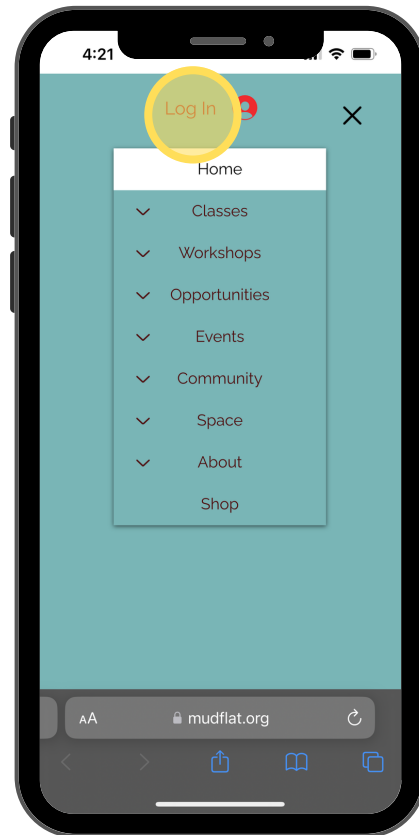 4:21
Log In
Home
Classes
Workshops
Opportunities
Events
Community
Space
About
Shop
AA mudflat.org